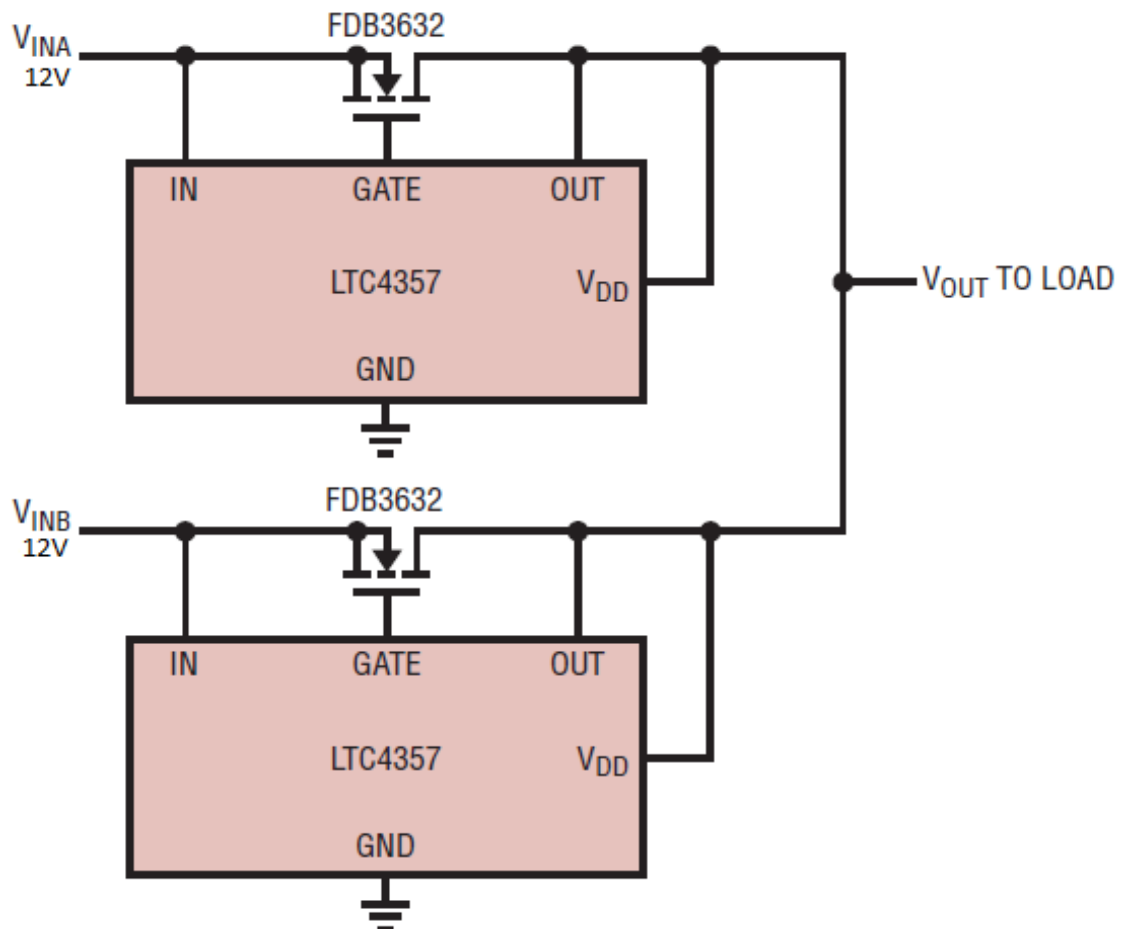 FDB3632
VINA
12V
IN GATE OUT
LTC4357
VDD
VOUT TO LOAD
GND
FDB3632
VINB
12V
IN GATE OUT
LTC4357
VDD
GND